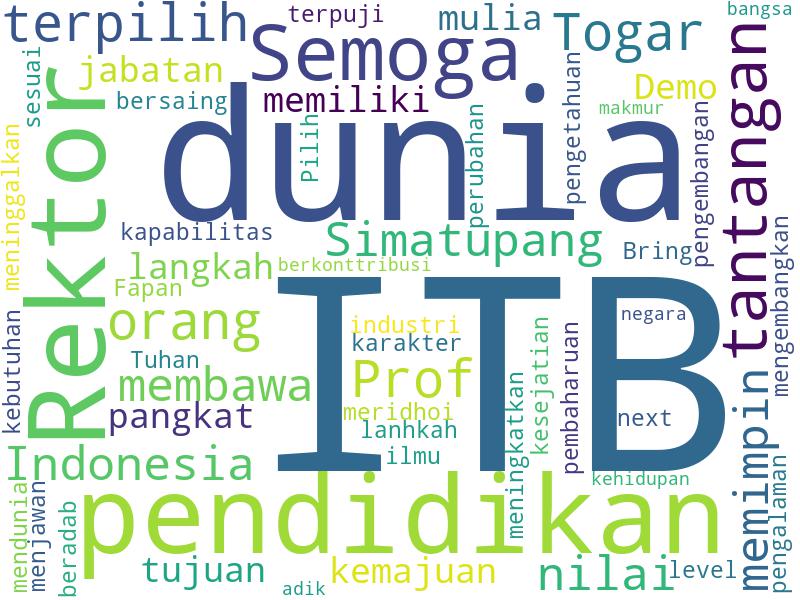 terpilih
terpuji
mulia
bangsa
Semoga
Togar
sesuai
jabatan
Demo
bersaing
memiliki
makmur
dunia
Rektor
Pilih
perubahan
pengetahuan
pengembangan
tantangan
meninggalkan
kapabilitas
Simatupang
Bring
langkah
berkonttribusi
Fapan
ITB
mengembangkan
orang
industri
negara
kebutuhan
karakter
Tuhan
membawa
Prof
kesejatian
pembaharuan
pangkat
meridhoi
next
lanhkah
meningkatkan
memimpin
Indonesia
ilmu
kehidupan
pendidikan
mendunia
menjawan
beradab
pengalaman
tujuan
kemajuan
nilai
level
adik